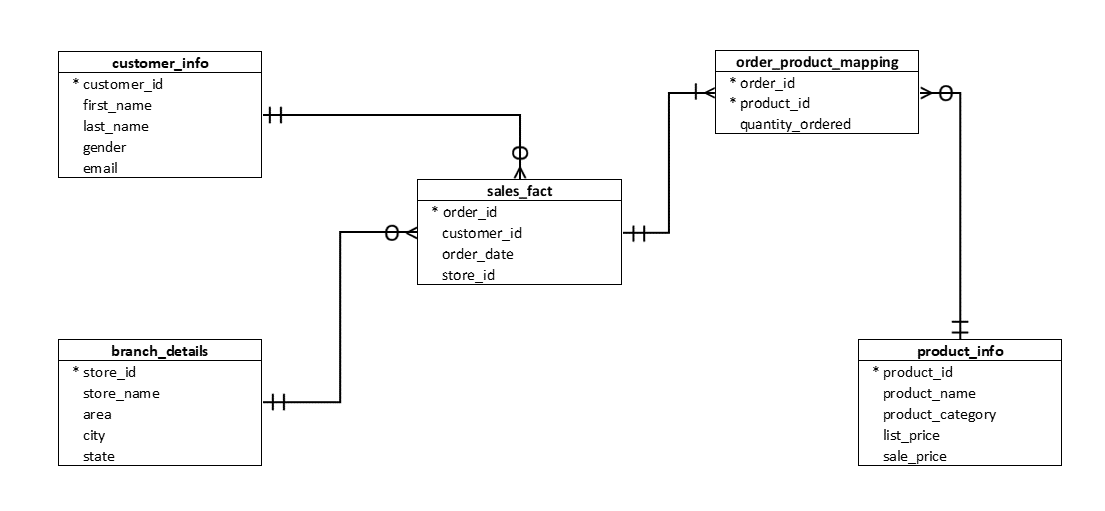 customer_info
* customer_id
first_name
last_name
gender
email
order_product_mapping
* order_id
* product_id
quantity_ordered
sales_fact
* order_id
customer_id
order_date
store_id
branch_details
* store_id
store_name
area
city
state
product_info
* product_id
product_name
product_category
list_price
sale_price